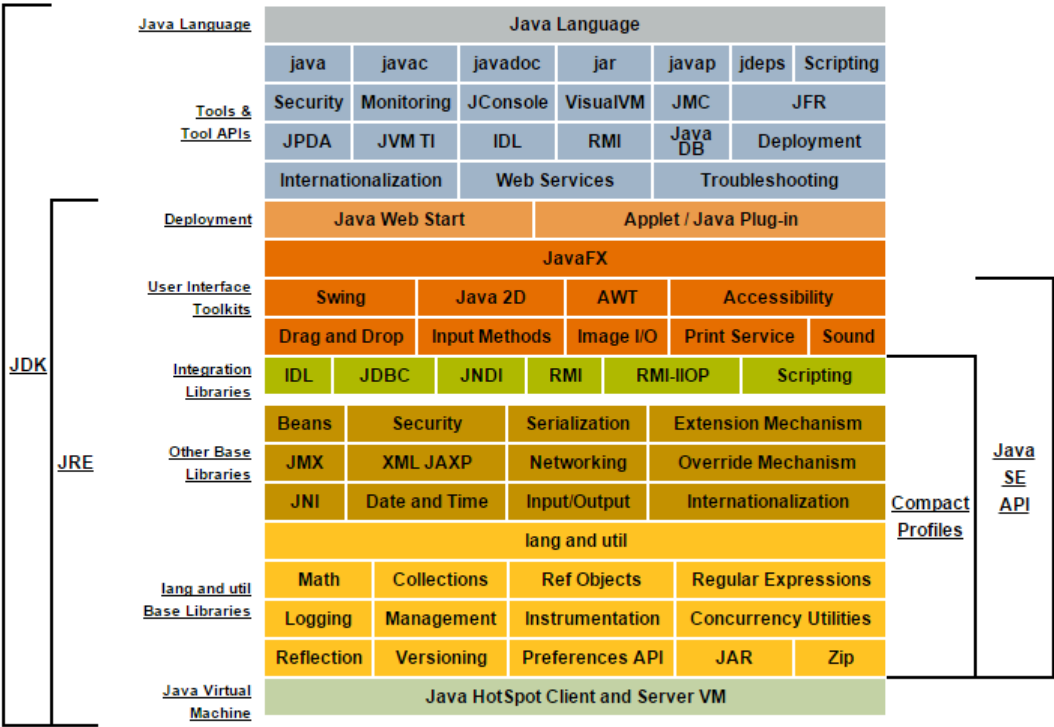 Java Language Java Language
java javac javadoc jar javap jdeps Scripting
Security Monitoring JConsole VisualVM JMC JFR
Tools &
Tool APIs
JPDA JVM TI IDL RMI Java DB Deployment
Internationalization Web Services Troubleshooting
Deployment Java Web Start Applet / Java Plug-in
JavaFX
User Interface
Toolkits
Swing Java 2D AWT Accessibility
Drag and Drop Input Methods Image I/O Print Service Sound
JDK
Integration
Libraries
IDL JDBC JNDI RMI RMI-IIOP Scripting
Beans Security Serialization Extension Mechanism
JRE
Other Base
Libraries
JMX XML JAXP Networking Override Mechanism
JNI Date and Time Input/Output Internationalization
Java
SE
API
Compact
Profiles
lang and util
lang and util
Base Libraries
Math Collections Ref Objects Regular Expressions
Logging Management Instrumentation Concurrency Utilities
Reflection Versioning Preferences API JAR Zip
Java Virtual
Machine
Java HotSpot Client and Server VM